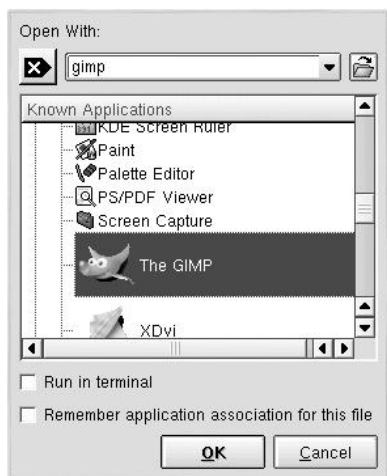 Open With:
gimp
Known Applications
KDE Screen Ruler
Paint
Palette Editor
PS/PDF Viewer
Screen Capture
The GIMP
XDvi
Run in terminal
Remember application association for this file
OK
Cancel